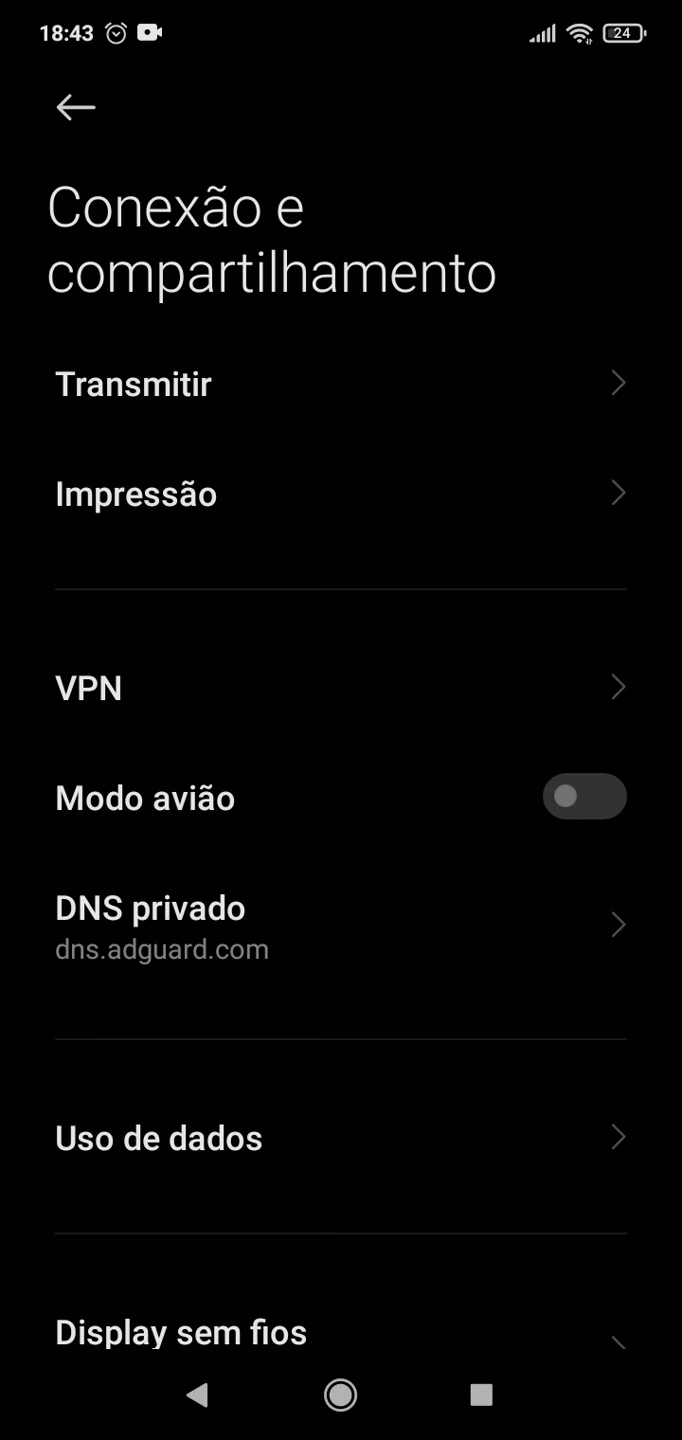 18:43
24
Conexão e
compartilhamento
Transmitir
Impressão
VPN
Modo avião
DNS privado
dns.adguard.com
Uso de dados
Display sem fios